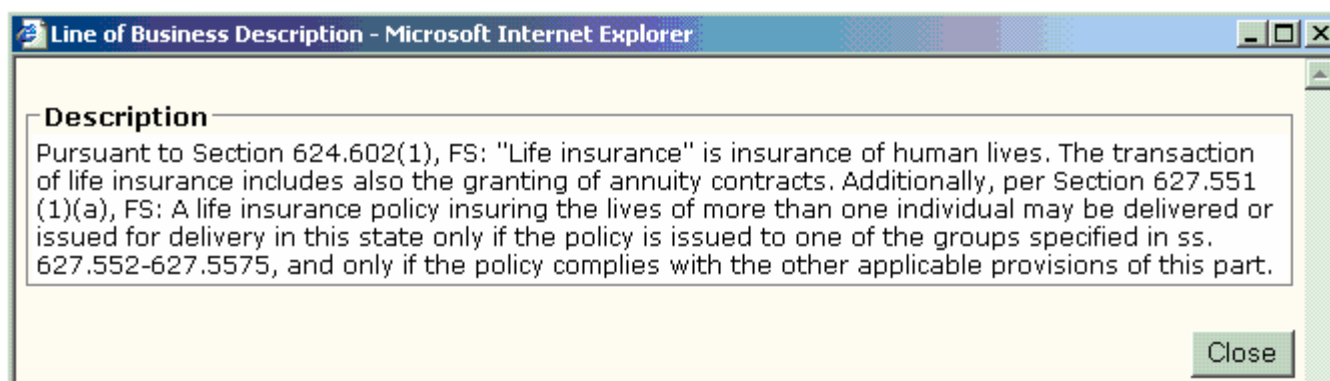 Line of Business Description - Microsoft Internet Explorer
Description
Pursuant to Section 624.602(1), FS: "Life insurance" is insurance of human lives. The transaction
of life insurance includes also the granting of annuity contracts. Additionally, per Section 627.551
(1)(a), FS: A life insurance policy insuring the lives of more than one individual may be delivered or
issued for delivery in this state only if the policy is issued to one of the groups specified in ss.
627.552-627.5575, and only if the policy complies with the other applicable provisions of this part.
Close